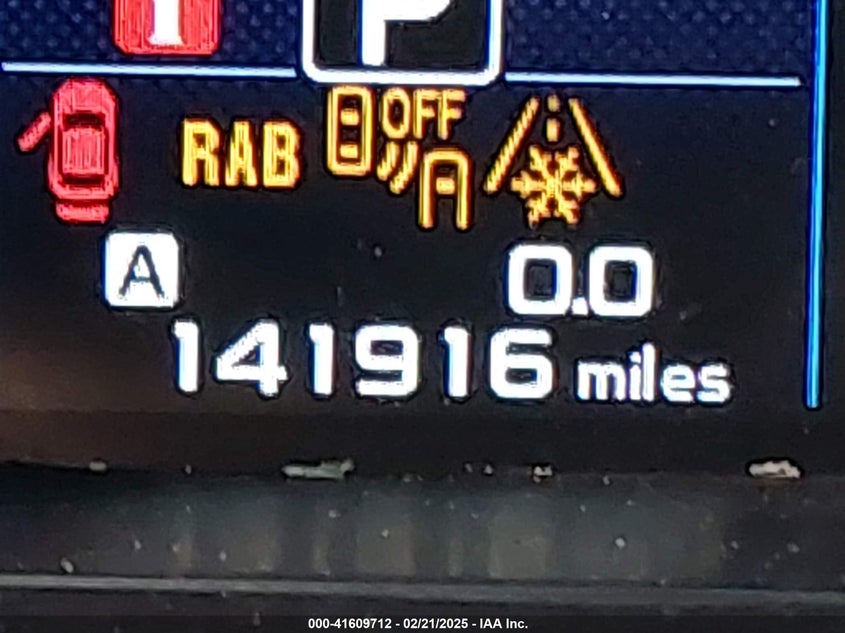 i
P
RAB OFF
A 0.0
141916 miles
000-41609712 - 02/21/2025 - IAA Inc.